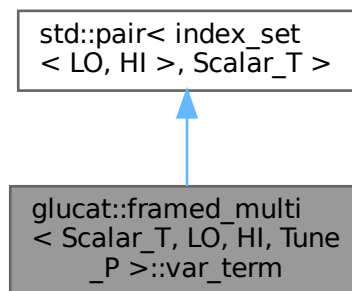 std::pair< index_set
< LO, HI >, Scalar_T >
glucat::framed_multi
< Scalar_T, LO, HI, Tune
_P >::var_term